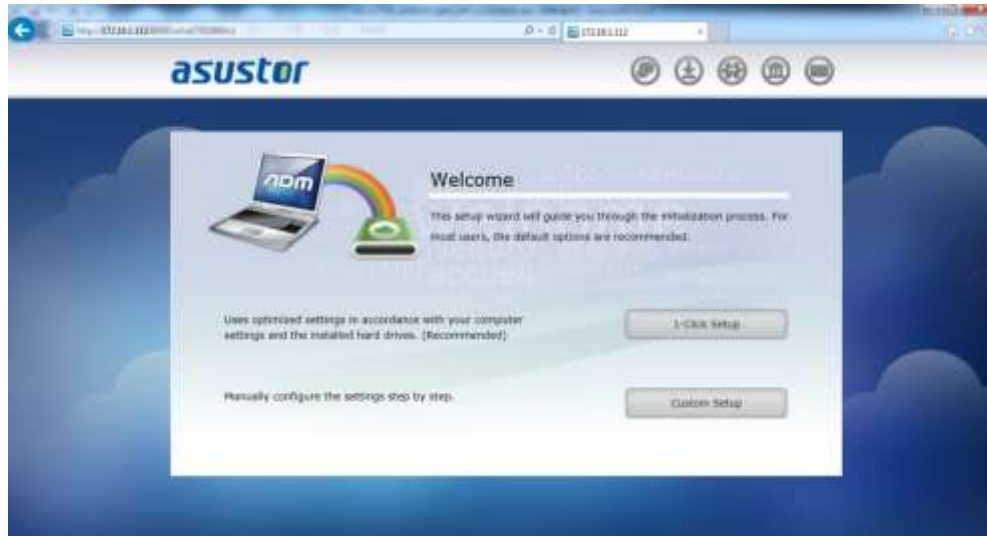 asustor
ADM
Welcome
This setup wizard will guide you through the initialization process. For
most users, the default options are recommended.
Uses optimized settings in accordance with your computer
settings and the installed hard drives. (Recommended)
1-Click Setup
Manually configure the settings step by step.
Custom Setup